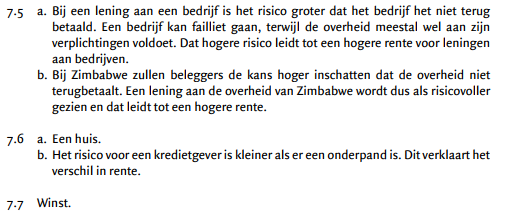 7.5 a. Bij een lening aan een bedrijf is het risico groter dat het bedrijf het niet terug
betaald. Een bedrijf kan failliet gaan, terwijl de overheid meestal wel aan zijn
verplichtingen voldoet. Dat hogere risico leidt tot een hogere rente voor leningen
aan bedrijven.
b. Bij Zimbabwe zullen beleggers de kans hoger inschatten dat de overheid niet
terugbetaalt. Een lening aan de overheid van Zimbabwe wordt dus als risicovoller
gezien en dat leidt tot een hogere rente.
7.6 a. Een huis.
b. Het risico voor een kredietgever is kleiner als er een onderpand is. Dit verklaart het
verschil in rente.
7.7 Winst.